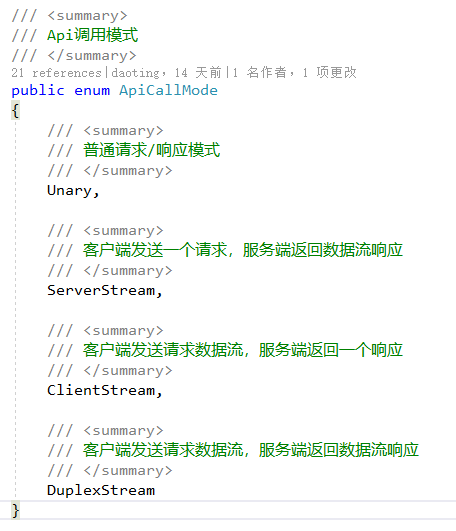 /// <summary>
/// Api调用模式
/// </summary>
21 references|daoting，14 天前|1 名作者，1 项更改
public enum ApiCallMode
{
/// <summary>
/// 普通请求/响应模式
/// </summary>
Unary,
/// <summary>
/// 客户端发送一个请求，服务端返回数据流响应
/// </summary>
ServerStream,
/// <summary>
/// 客户端发送请求数据流，服务端返回一个响应
/// </summary>
ClientStream,
/// <summary>
/// 客户端发送请求数据流，服务端返回数据流响应
/// </summary>
DuplexStream
}